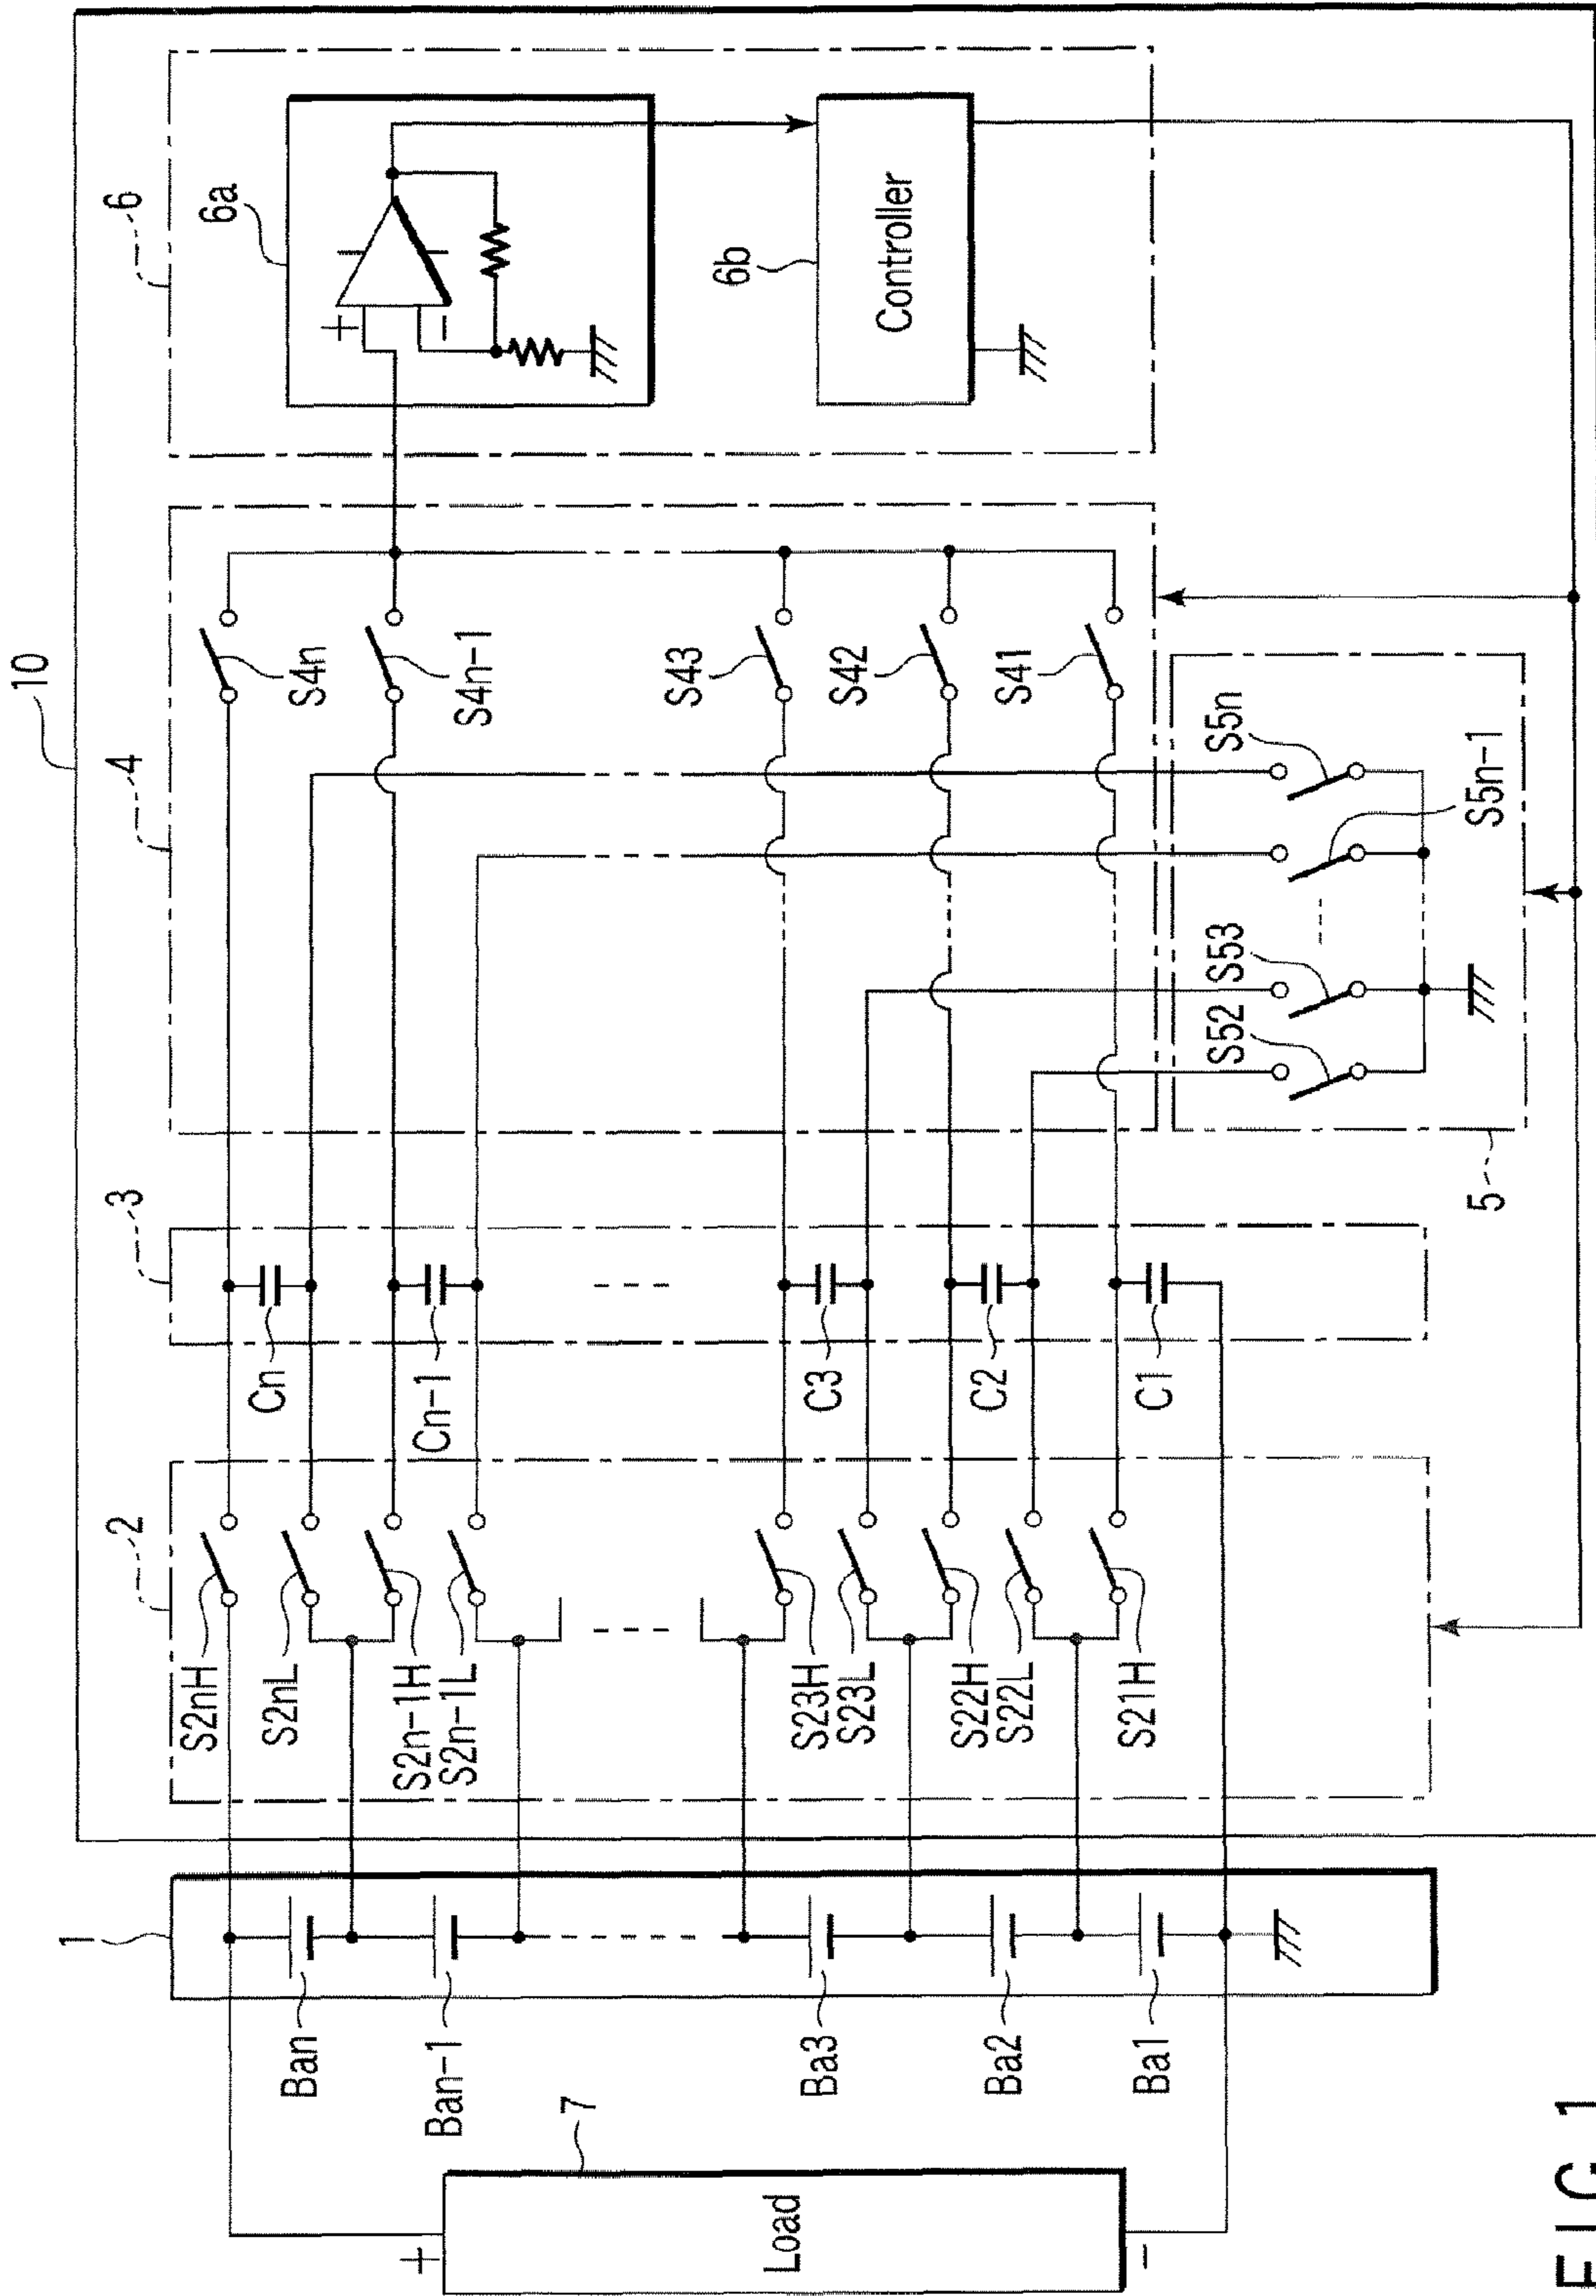 10
1
2
3
4
6
Load
7
+
-
Ban
Ban-1
Ba3
Ba2
Ba1
S2nH
S2nL
S2n-1H
S2n-1L
S23H
S23L
S22H
S22L
S21H
Cn
Cn-1
C3
C2
C1
S4n
S4n-1
S43
S42
S41
5
S52
S53
S5n
S5n-1
6a
+
-
6b
Controller
FIG. 1